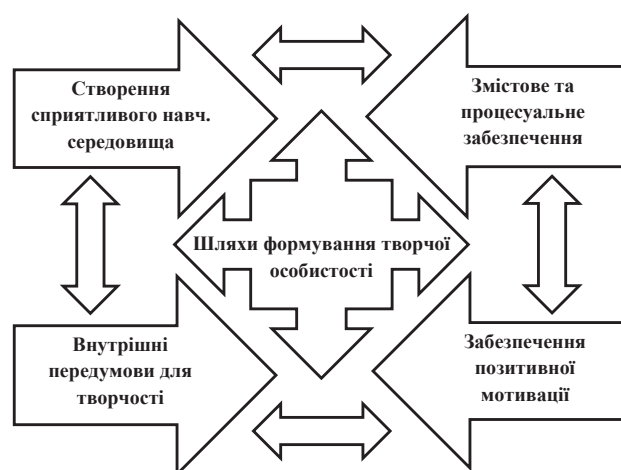 Створення
сприятливого навч.
середовища
Змістове та
процесуальне
забезпечення
Шляхи формування творчої
особистості
Внутрішні
передумови для
творчості
Забезпечення
позитивної
мотивації